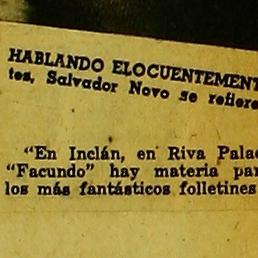 HABLANDO ELOCUENTEMENT
tes, Salvador Novo se refiere
"En Inclán, en Riva Palac
"Facundo" hay materia par
los más fantásticos folletines